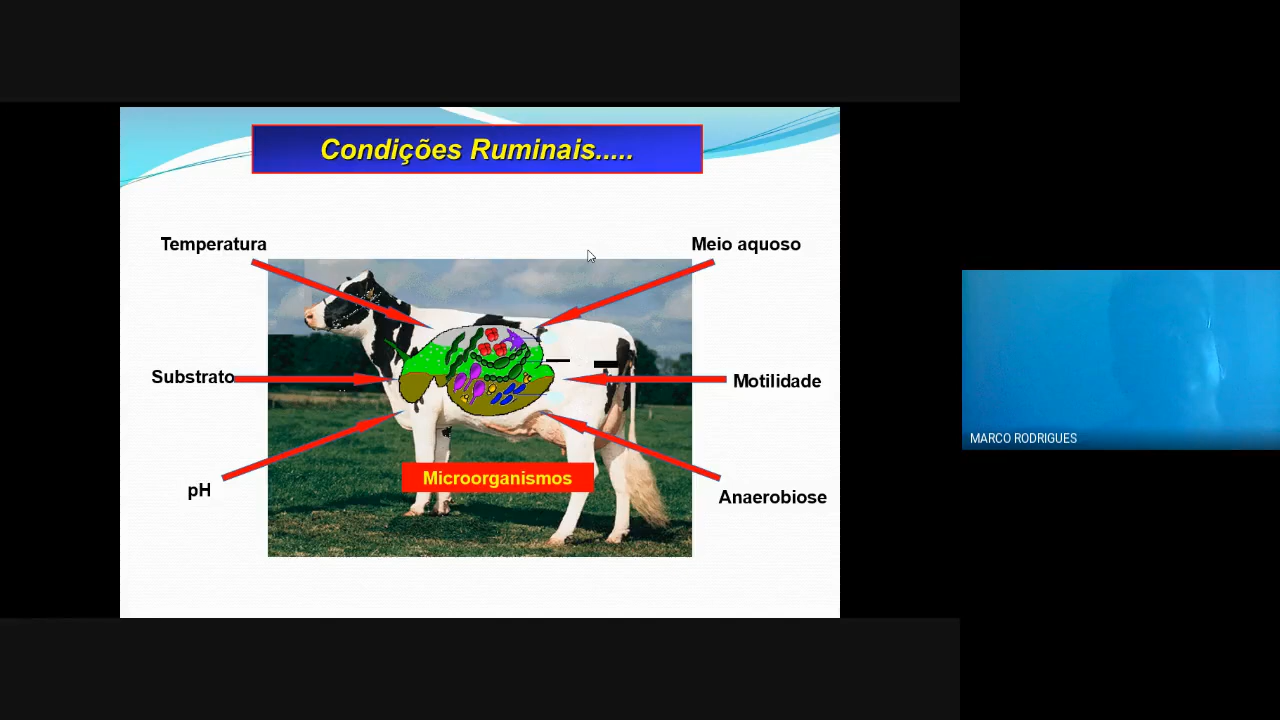 Condições Ruminais.....
Temperatura
Meio aquoso
Substrato
Motilidade
pH
Microorganismos
Anaerobiose
MARCO RODRIGUES